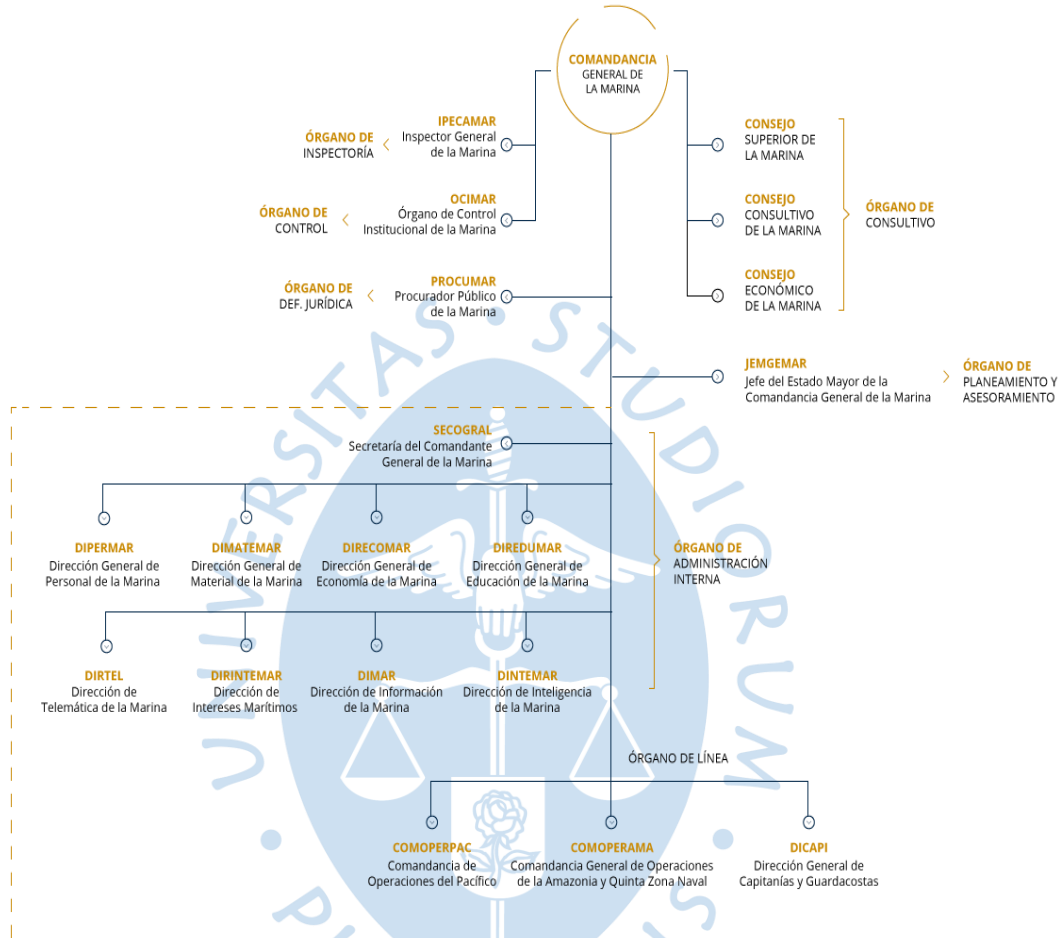 COMANDANCIA
GENERAL DE
LA MARINA
IPECAMAR
Inspector General
de la Marina
ÓRGANO DE
INSPECTORÍA
OCIMAR
Órgano de Control
Institucional de la Marina
ÓRGANO DE
CONTROL
PROCUMAR
Procurador Público
de la Marina
ÓRGANO DE
DEF. JURÍDICA
CONSEJO
SUPERIOR DE
LA MARINA
CONSEJO
CONSULTIVO
DE LA MARINA
CONSEJO
ECONÓMICO
DE LA MARINA
ÓRGANO DE
CONSULTIVO
JEMGEMAR
Jefe del Estado Mayor de la
Comandancia General de la Marina
ÓRGANO DE
PLANEAMIENTO Y
ASESORAMIENTO
SECOGRAL
Secretaría del Comandante
General de la Marina
DIPERMAR
Dirección General de
Personal de la Marina
DIMATEMAR
Dirección General de
Material de la Marina
DIRECOMAR
Dirección General de
Economía de la Marina
DIREDUMAR
Dirección General de
Educación de la Marina
ÓRGANO DE
ADMINISTRACIÓN
INTERNA
DIRTEL
Dirección de
Telemática de la Marina
DIRINTEMAR
Dirección de
Intereses Marítimos
DIMAR
Dirección de Información
de la Marina
DINTEMAR
Dirección de Inteligencia
de la Marina
ÓRGANO DE LÍNEA
COMOPERPAC
Comandancia de
Operaciones del Pacífico
COMOPERAMA
Comandancia General de Operaciones
de la Amazonia y Quinta Zona Naval
DICAPI
Dirección General de
Capitanías y Guardacostas
UNIVERSITAS · STUDIORUM